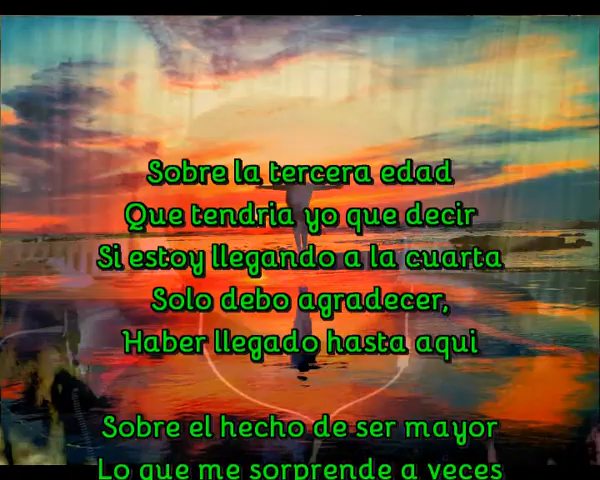 Sobre la tercera edad
Que tendria yo que decir
Si estoy llegando a la cuarta
Solo debo agradecer,
Haber llegado hasta aqui
Sobre el hecho de ser mayor
Lo que me sorprende a veces